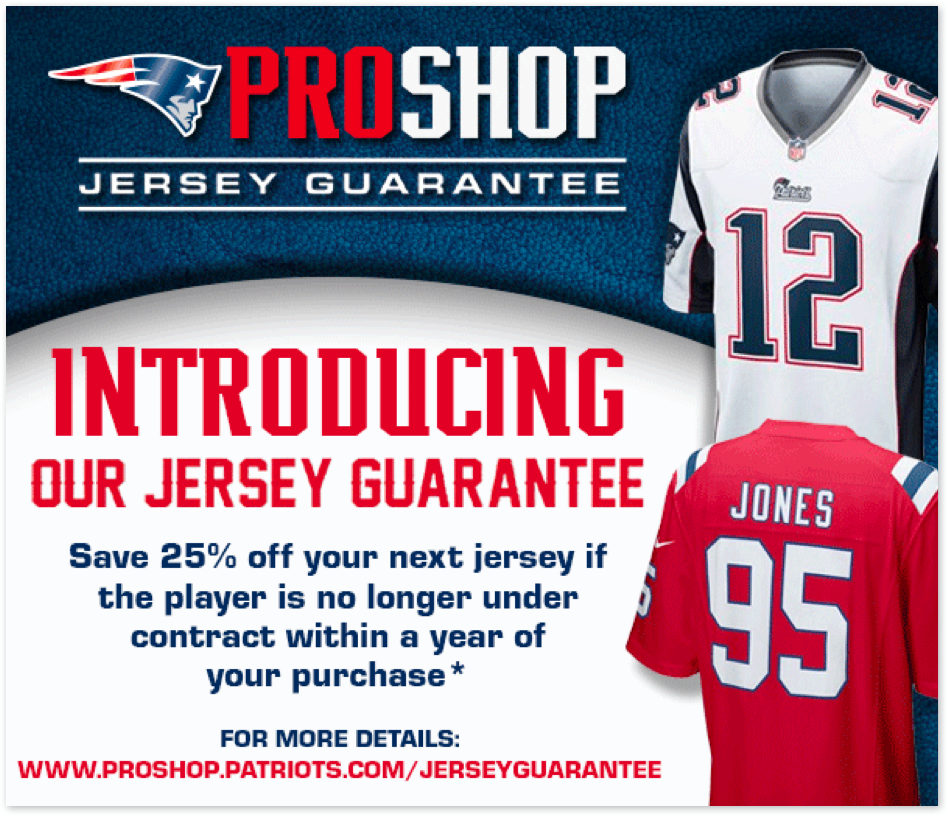 PROSHOP
JERSEY GUARANTEE
12
12
Patriots
12
INTRODUCING
OUR JERSEY GUARANTEE
JONES
95
Save 25% off your next jersey if
the player is no longer under
contract within a year of
your purchase*
FOR MORE DETAILS:
WWW.PROSHOP.PATRIOTS.COM/JERSEYGUARANTEE